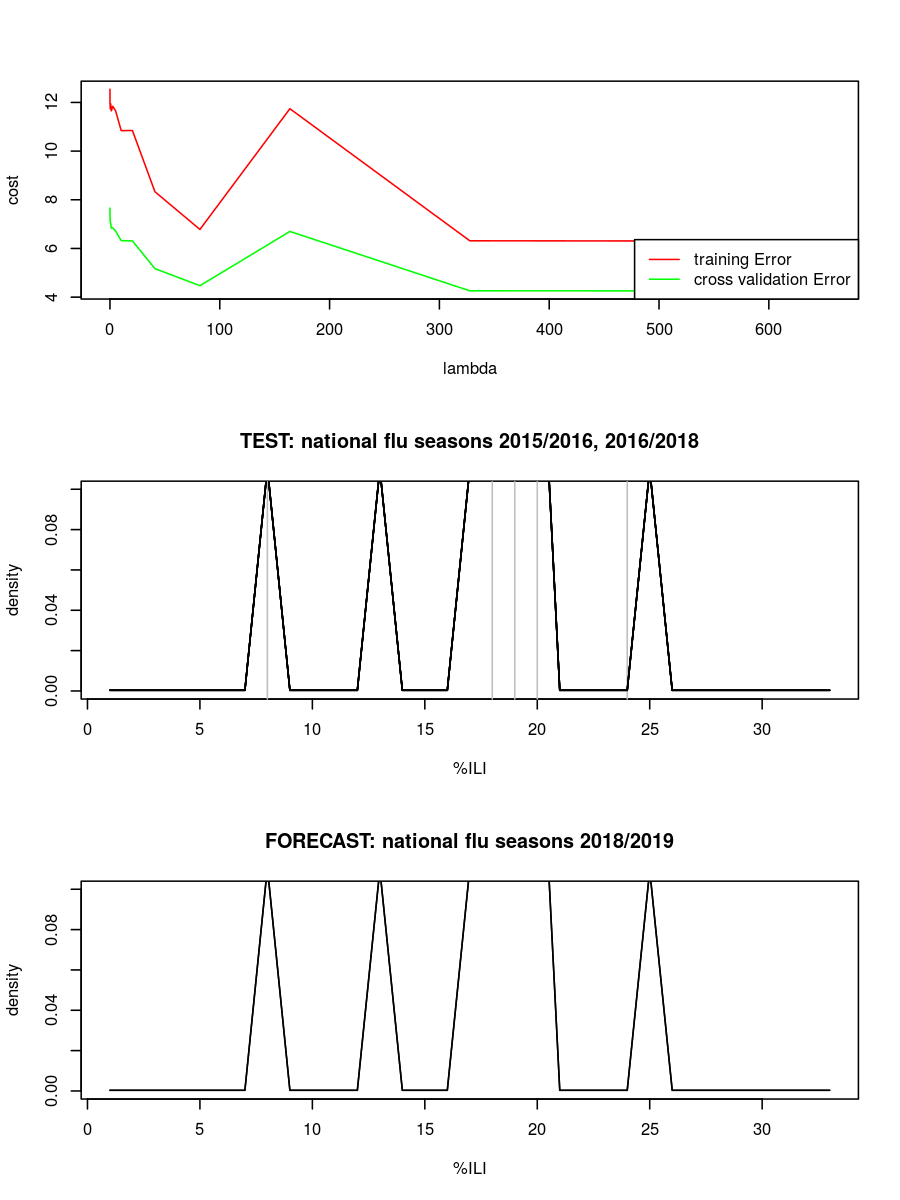 12
10
8
6
4
cost
training Error
cross validation Error
0 100 200 300 400 500 600
lambda
TEST: national flu seasons 2015/2016, 2016/2018
0.08
0.04
0.00
density
0 5 10 15 20 25 30
%ILI
FORECAST: national flu seasons 2018/2019
0.08
0.04
0.00
density
0 5 10 15 20 25 30
%ILI